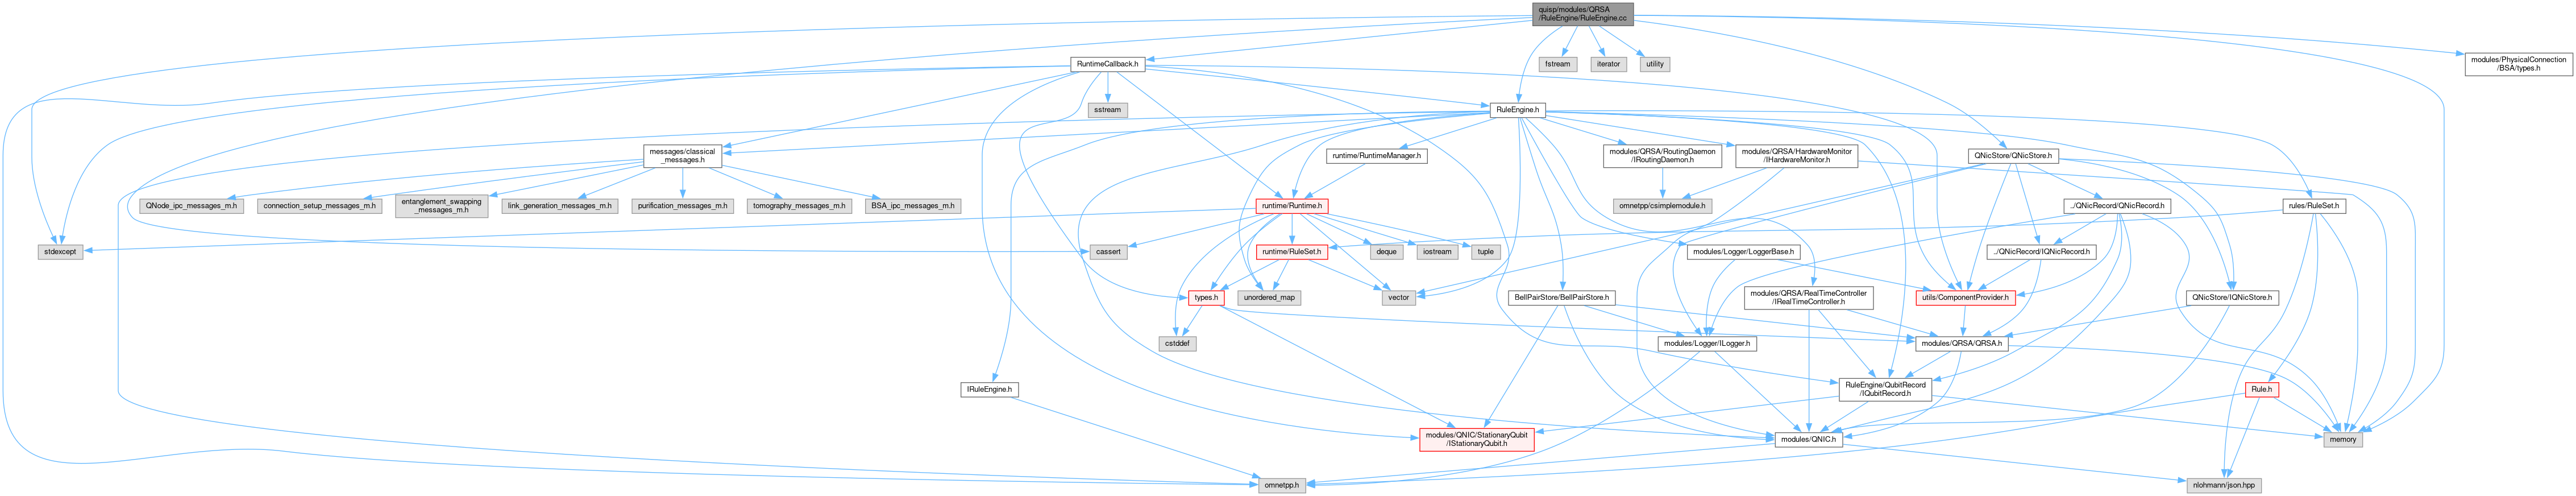 quisp/modules/QRSA
/RuleEngine/RuleEngine.cc
RuntimeCallback.h
fstream
iterator
utility
modules/PhysicalConnection
/BSA/types.h
sstream
RuleEngine.h
messages/classical
_messages.h
runtime/RuntimeManager.h
modules/QRSA/RoutingDaemon
/IRoutingDaemon.h
modules/QRSA/HardwareMonitor
/IHardwareMonitor.h
QNicStore/QNicStore.h
QNode_ipc_messages_m.h
connection_setup_messages_m.h
entanglement_swapping
_messages_m.h
link_generation_messages_m.h
purification_messages_m.h
tomography_messages_m.h
BSA_ipc_messages_m.h
runtime/Runtime.h
omnetpp/csimplemodule.h
../QNicRecord/QNicRecord.h
rules/RuleSet.h
stdexcept
cassert
runtime/RuleSet.h
deque
iostream
tuple
modules/Logger/LoggerBase.h
../QNicRecord/IQNicRecord.h
types.h
unordered_map
vector
BellPairStore/BellPairStore.h
modules/QRSA/RealTimeController
/IRealTimeController.h
utils/ComponentProvider.h
QNicStore/IQNicStore.h
cstddef
modules/Logger/ILogger.h
modules/QRSA/QRSA.h
IRuleEngine.h
RuleEngine/QubitRecord
/IQubitRecord.h
Rule.h
modules/QNIC/StationaryQubit
/IStationaryQubit.h
modules/QNIC.h
memory
omnetpp.h
nlohmann/json.hpp